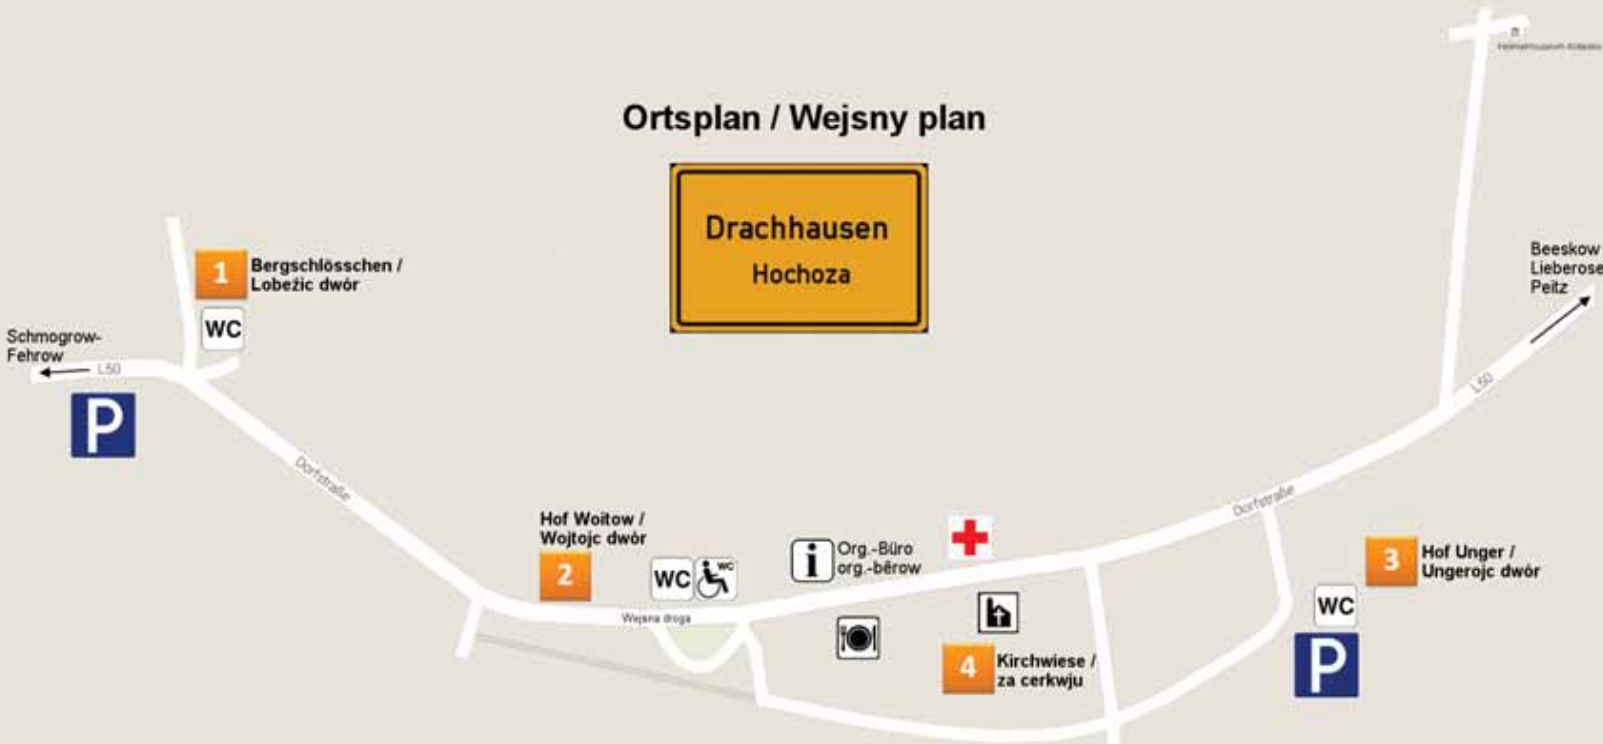 Heimatmuseum
Ortsplan / Wejsny plan
Drachhausen
Hochoza
Beeskow
Lieberose
Peitz
1
Bergschlösschen /
Lobežic dwór
WC
Schmogrow-
Fehrow
L50
P
L50
Dorfstraße
Dorfstraße
Hof Woitow /
Wojtojc dwór
2
WC
WC
i
Org.-Büro
org.-běrow
3
Hof Unger /
Ungerojc dwór
WC
Wejsna droga
P
4
Kirchwiese /
za cerkwju